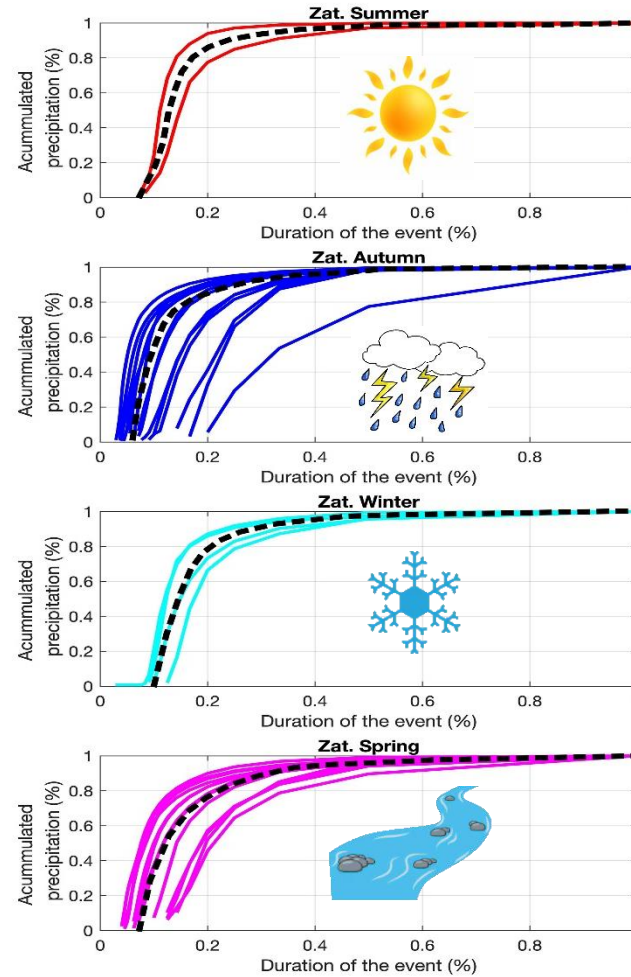 Zat. Summer
1
0.8
0.6
0.4
0.2
0
Acummulated
precipitation (%)
0 0.2 0.4 0.6 0.8
Duration of the event (%)
Zat. Autumn
1
0.8
0.6
0.4
0.2
0
Acummulated
precipitation (%)
0 0.2 0.4 0.6 0.8
Duration of the event (%)
Zat. Winter
1
0.8
0.6
0.4
0.2
0
Acummulated
precipitation (%)
0 0.2 0.4 0.6 0.8
Duration of the event (%)
Zat. Spring
1
0.8
0.6
0.4
0.2
0
Acummulated
precipitation (%)
0 0.2 0.4 0.6 0.8
Duration of the event (%)